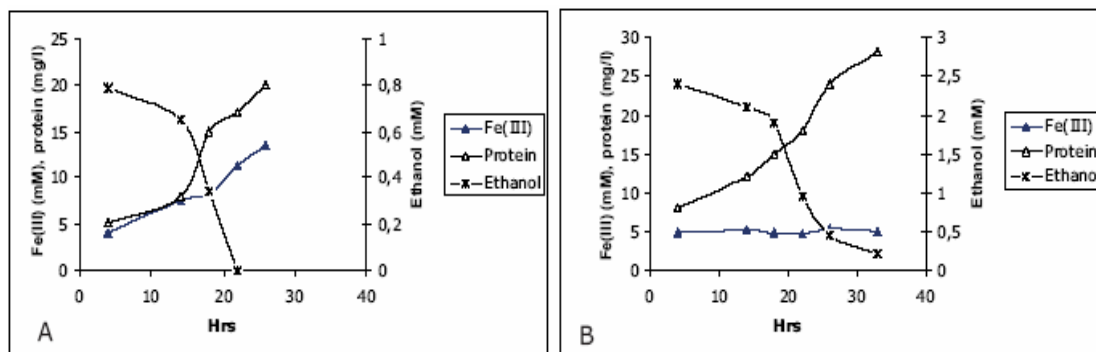 25
20
15
10
5
0
Fe(III) (mM), protein (mg/l)
1
0,8
0,6
0,4
0,2
0
Ethanol (mM)
0 10 20 30 40
Hrs
A
Fe(III)
Protein
Ethanol
30
25
20
15
10
5
0
Fe(III) (mM), protein (mg/l)
3
2,5
2
1,5
1
0,5
0
Ethanol (mM)
0 10 20 30 40
Hrs
B
Fe(III)
Protein
Ethanol